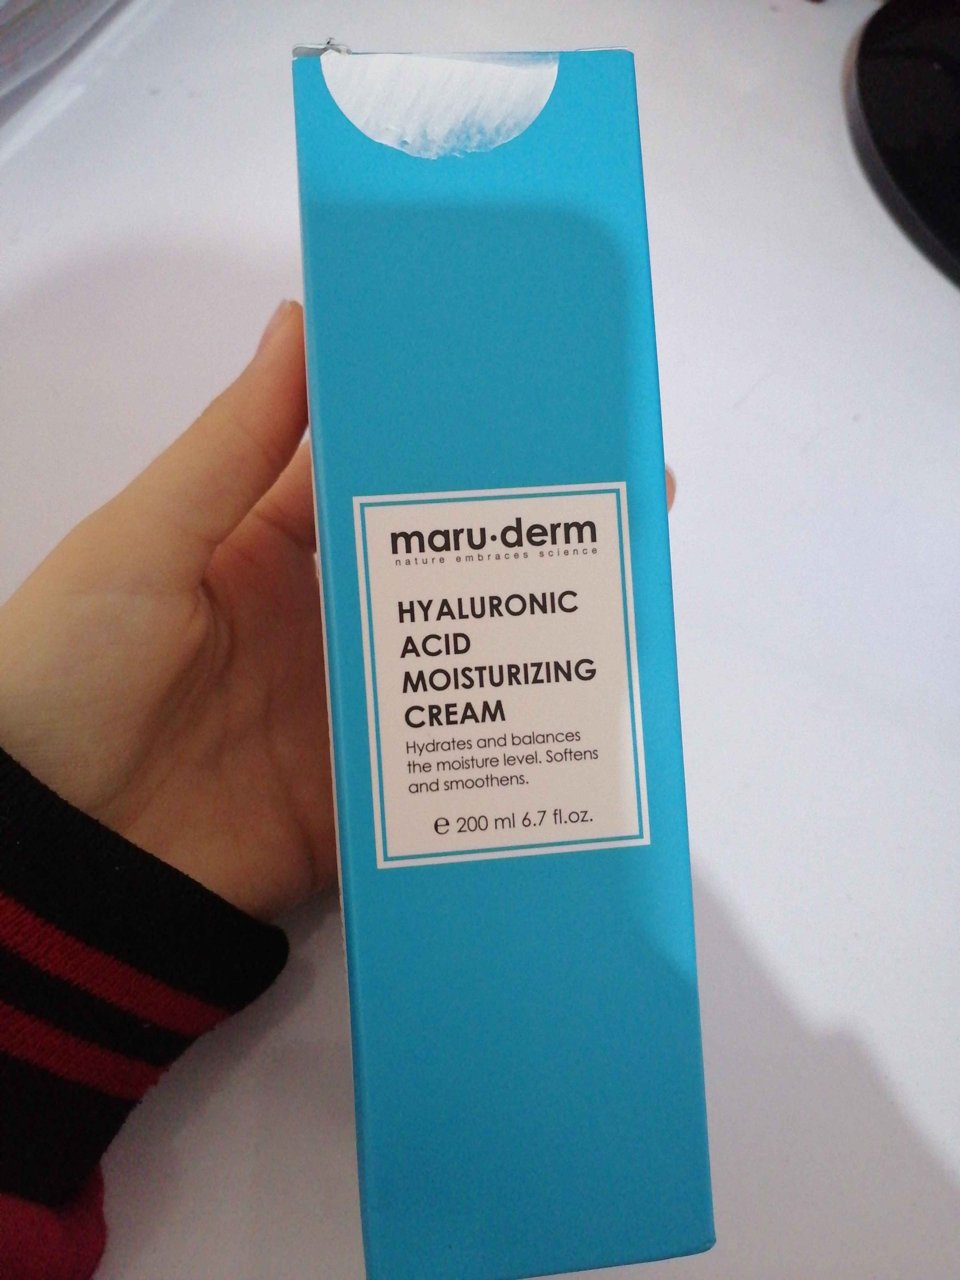 maru·derm
nature embraces science
HYALURONIC
ACID
MOISTURIZING
CREAM
Hydrates and balances
the moisture level. Softens
and smoothens.
℮ 200 ml 6.7 fl.oz.